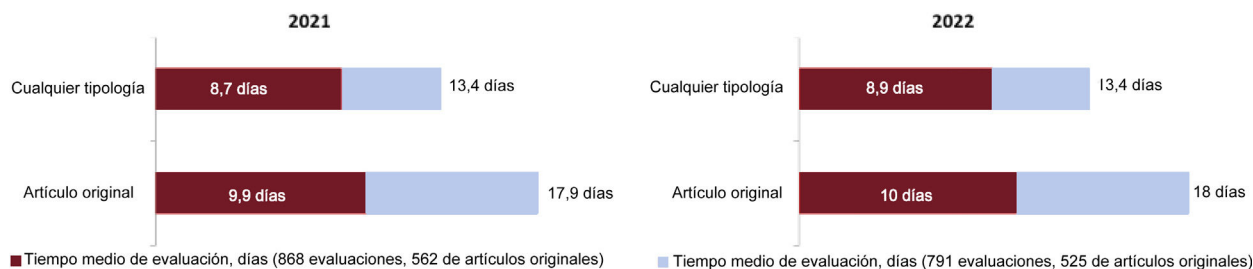 2021
Cualquier tipología
8,7 días
13,4 días
Artículo original
9,9 días
17,9 días
Tiempo medio de evaluación, días (868 evaluaciones, 562 de artículos originales)
2022
Cualquier tipología
8,9 días
13,4 días
Artículo original
10 días
18 días
Tiempo medio de evaluación, días (791 evaluaciones, 525 de artículos originales)